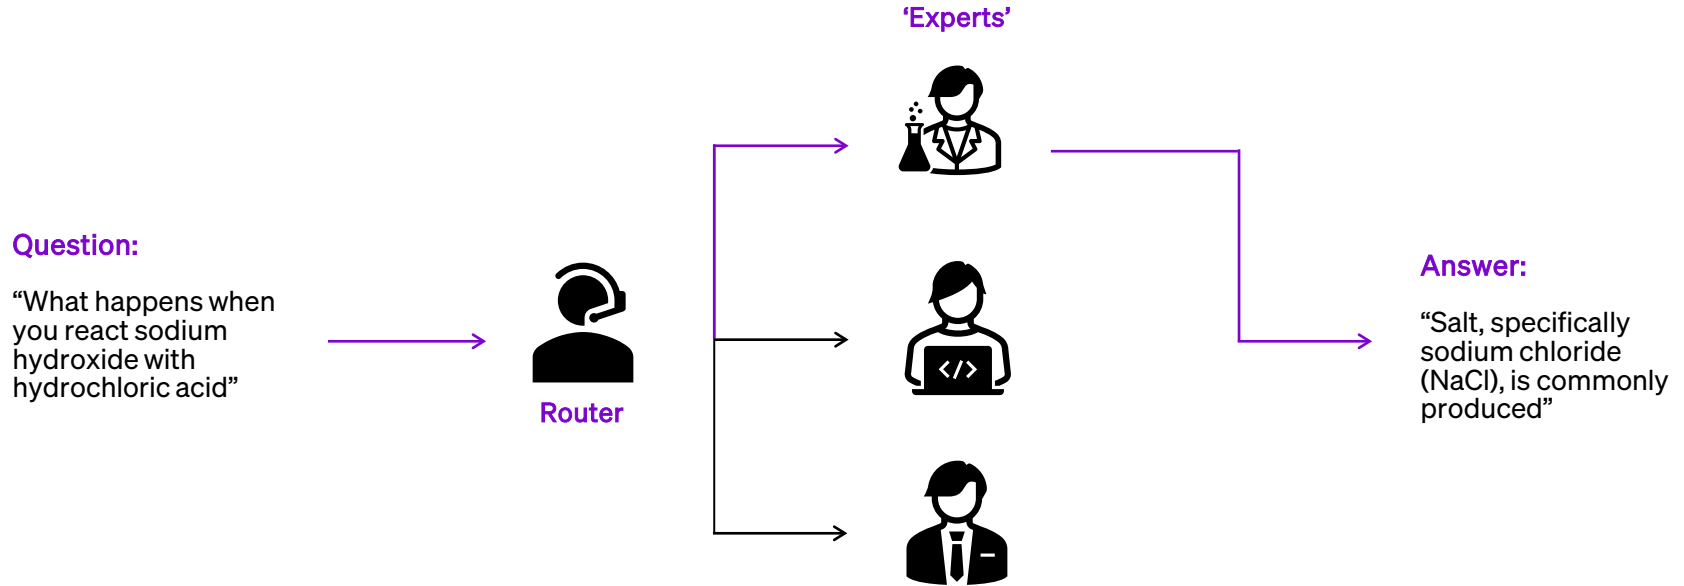 ‘Experts’
Question:
“What happens when
you react sodium
hydroxide with
hydrochloric acid”
Router
</>
Answer:
“Salt, specifically
sodium chloride
(NaCl), is commonly
produced”